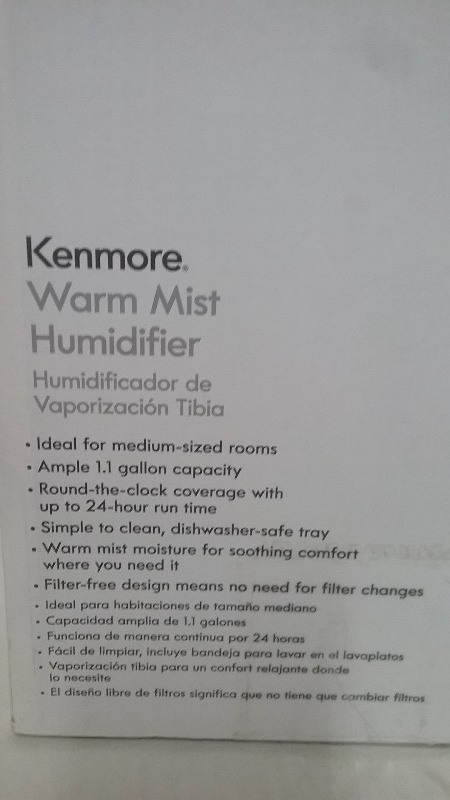 Kenmore®
Warm Mist
Humidifier
Humidificador de
Vaporización Tibia
• Ideal for medium-sized rooms
• Ample 1.1 gallon capacity
• Round-the-clock coverage with
up to 24-hour run time
• Simple to clean, dishwasher-safe tray
• Warm mist moisture for soothing comfort
where you need it
• Filter-free design means no need for filter changes
• Ideal para habitaciones de tamaño mediano
• Capacidad amplia de 1.1 galones
• Funciona de manera continua por 24 horas
• Fácil de limpiar, incluye bandeja para lavar en el lavaplatos
• Vaporización tibia para un confort relajante donde
lo necesite
• El diseño libre de filtros significa que no tiene que cambiar filtros